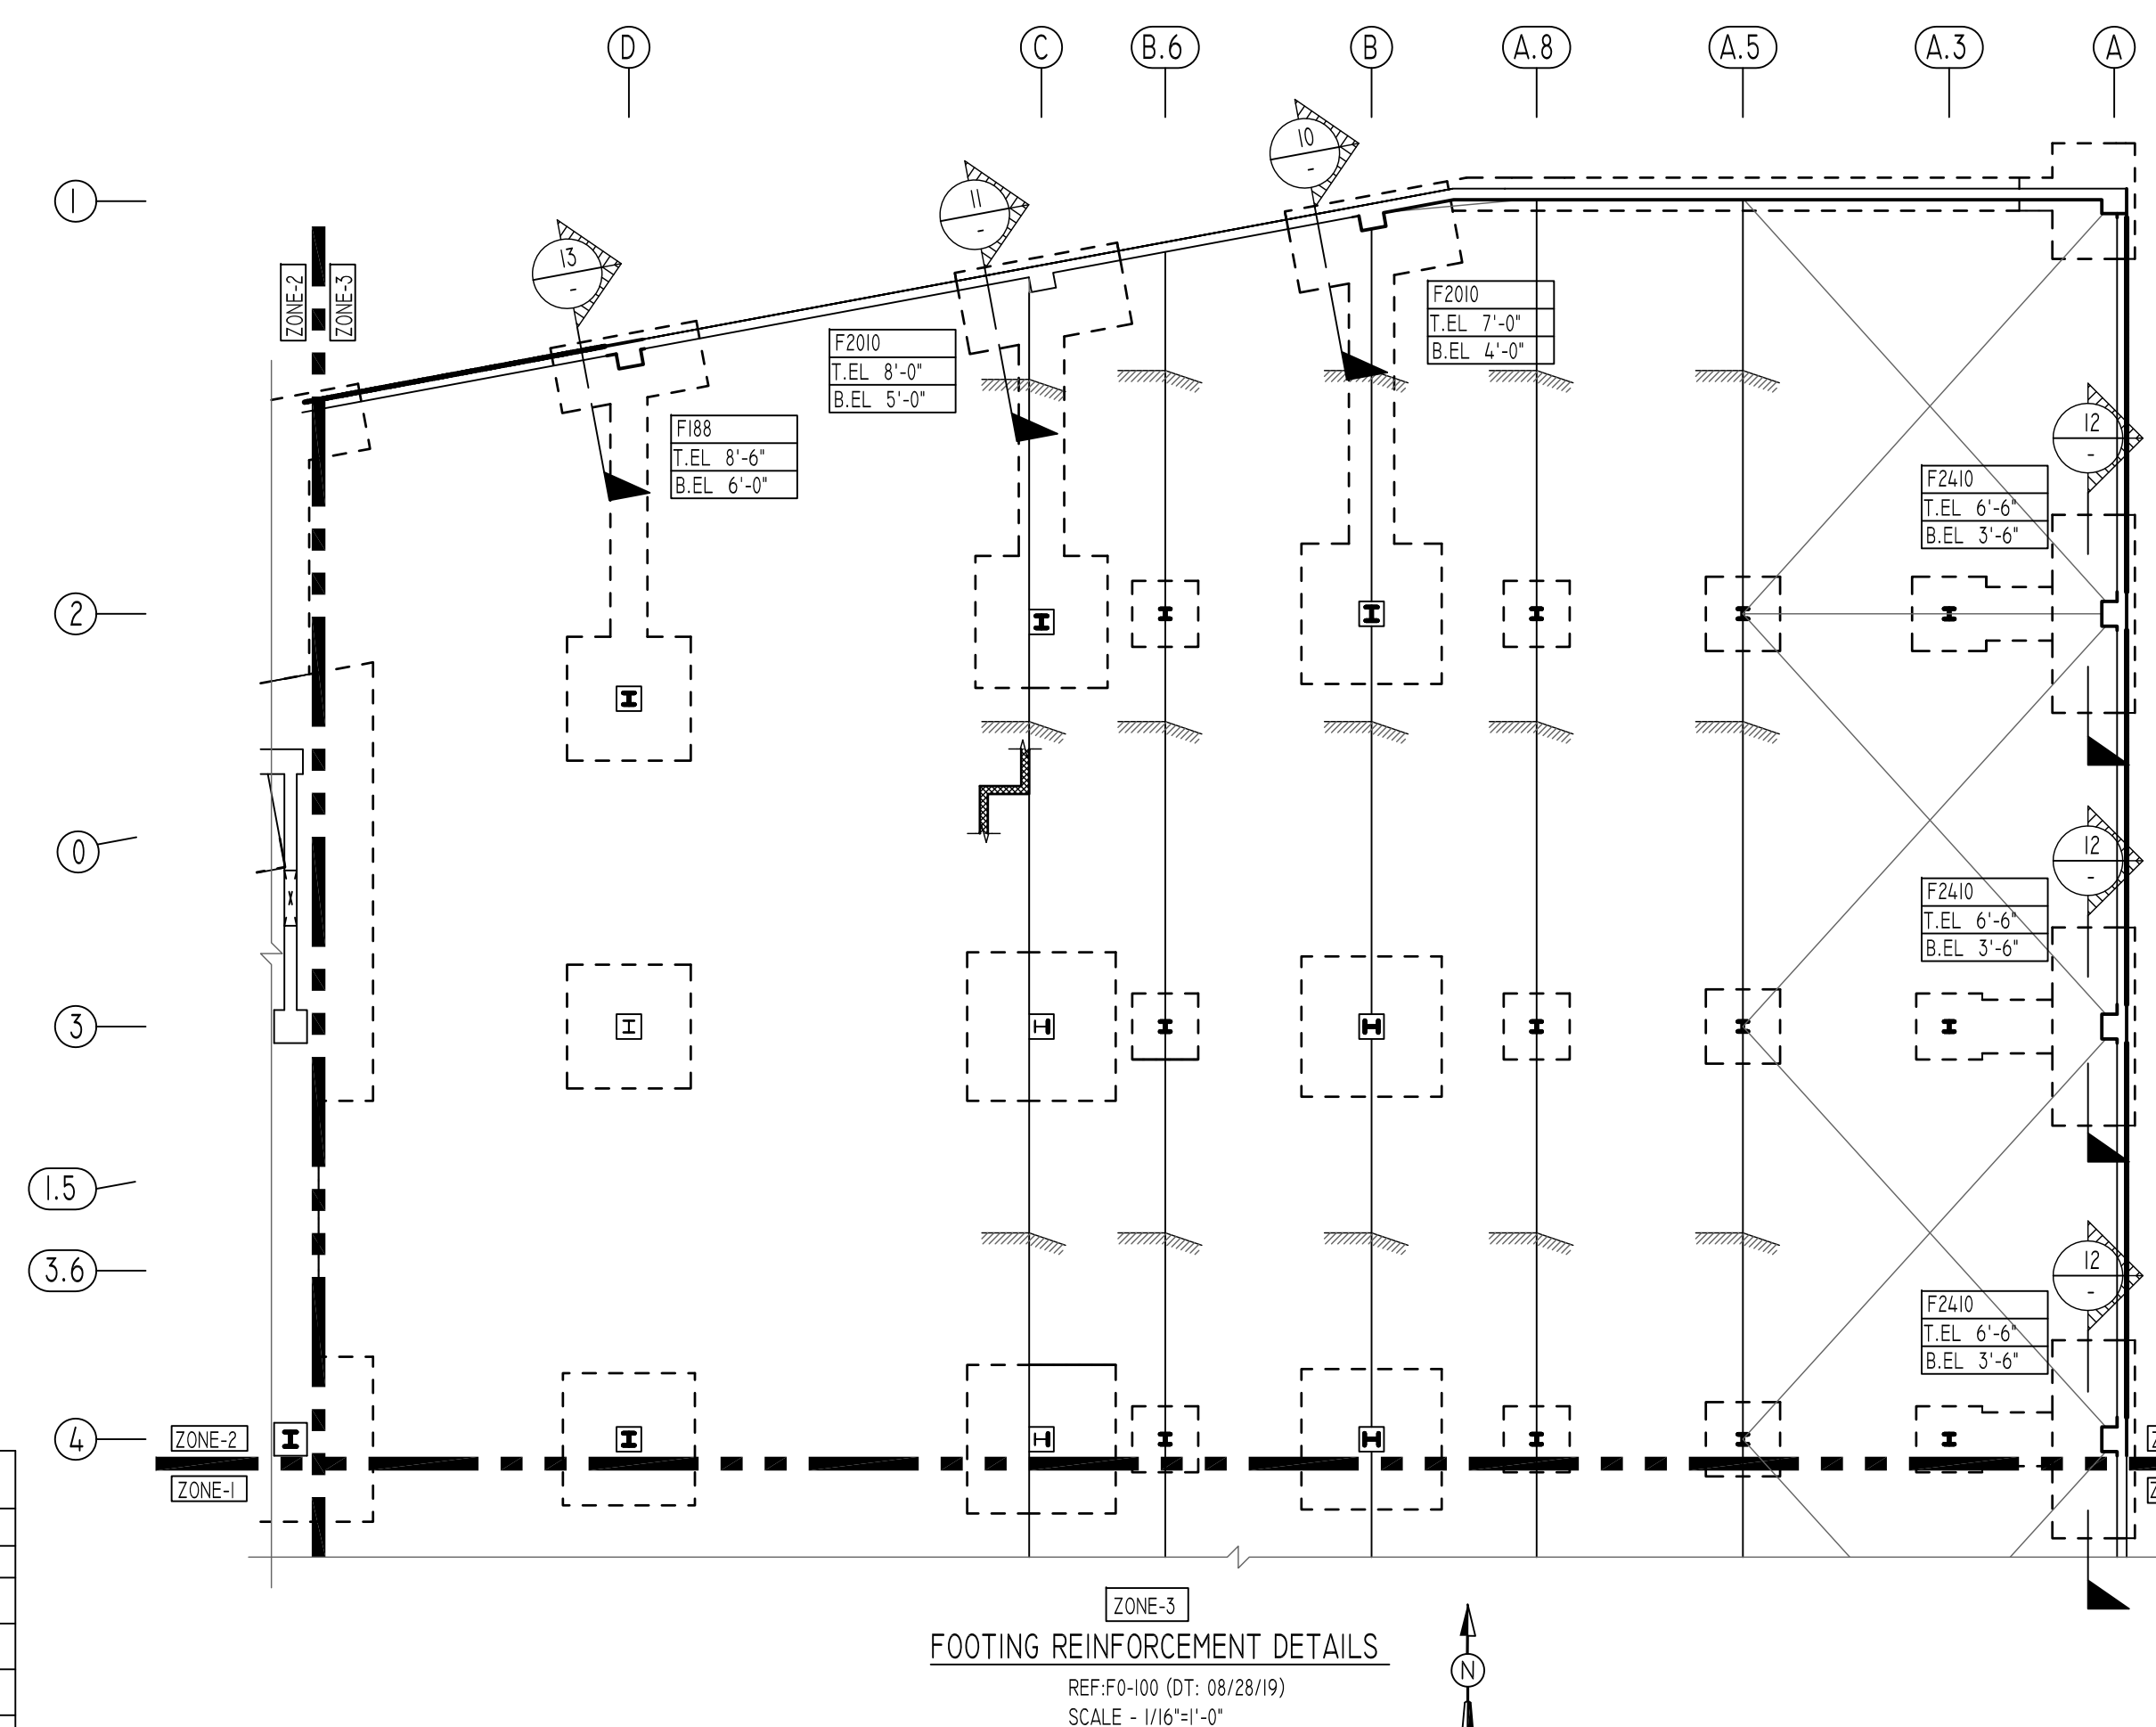 D
C
B.6
B
A.8
A.5
A.3
A
1
10
-
11
-
13
-
ZONE-2
ZONE-3
F2010
T.EL 7'-0"
B.EL 4'-0"
F2010
T.EL 8'-0"
B.EL 5'-0"
F188
T.EL 8'-6"
B.EL 6'-0"
12
-
F2410
T.EL 6'-6"
B.EL 3'-6"
2
0
12
-
F2410
T.EL 6'-6"
B.EL 3'-6"
3
1.5
3.6
12
-
F2410
T.EL 6'-6"
B.EL 3'-6"
4
ZONE-2
ZONE-1
ZONE-3
FOOTING REINFORCEMENT DETAILS
REF:F0-100 (DT: 08/28/19)
SCALE - 1/16"=1'-0"
N